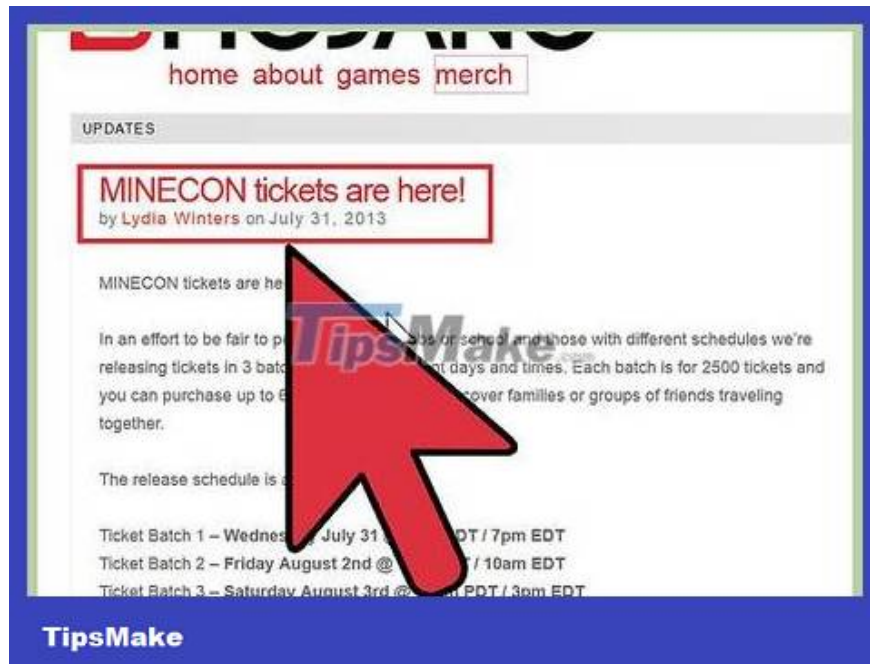 home about games merch
UPDATES
MINECON tickets are here!
by Lydia Winters on July 31, 2013
MINECON tickets are he
In an effort to be fair to p bs or school and those with different schedules we're
releasing tickets in 3 batc nt days and times. Each batch is for 2500 tickets and
you can purchase up to 6 cover families or groups of friends traveling
together.
The release schedule is a
TipsMake.com
Ticket Batch 1 – Wednes y July 31 DT / 7pm EDT
Ticket Batch 2 – Friday August 2nd @ / 10am EDT
Ticket Batch 3 – Saturday August 3rd @ PDT / 3pm EDT
TipsMake